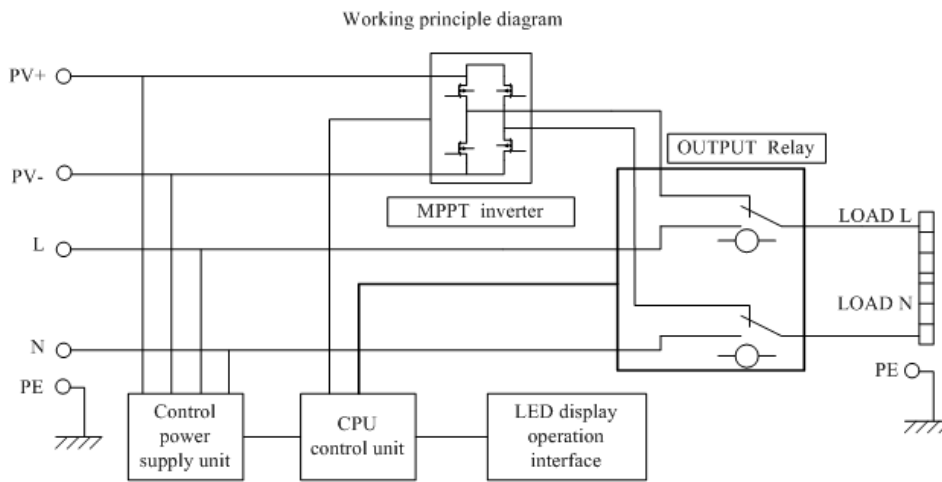 Working principle diagram
PV+
PV-
L
N
PE
MPPT inverter
OUTPUT Relay
LOAD L
LOAD N
PE
Control
power
supply unit
CPU
control unit
LED display
operation
interface